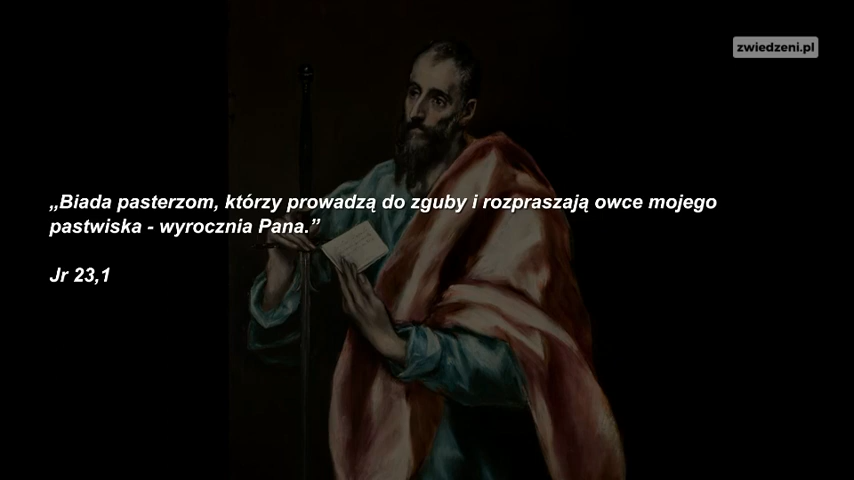 zwiedzeni.pl
„Biada pasterzom, którzy prowadzą do zguby i rozpraszają owce mojego
pastwiska - wyrocznia Pana.”
Jr 23,1